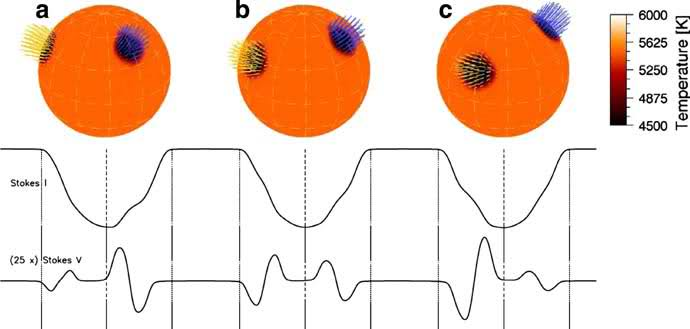 a
b
c
6000
5625
5250
4875
4500
Temperature [K]
Stokes I
(25 x) Stokes V